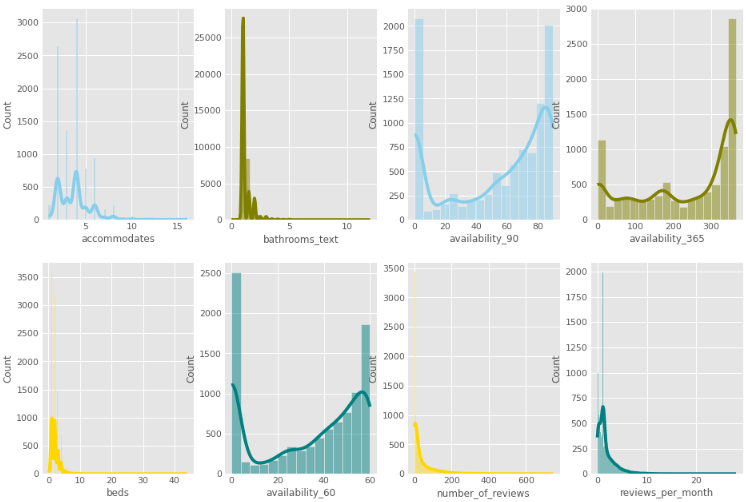 3000
2500
2000
1500
1000
500
0
Count
5 10 15
accommodates
25000
20000
15000
10000
5000
0
Count
0 5 10
bathrooms_text
2000
1750
1500
1250
1000
750
500
250
0
Count
0 20 40 60 80
availability_90
3000
2500
2000
1500
1000
500
0
Count
0 100 200 300
availability_365
3500
3000
2500
2000
1500
1000
500
0
Count
0 10 20 30 40
beds
2500
2000
1500
1000
500
0
Count
0 20 40 60
availability_60
3500
3000
2500
2000
1500
1000
500
0
Count
0 200 400 600
number_of_reviews
2000
1750
1500
1250
1000
750
500
250
0
Count
0 10 20
reviews_per_month